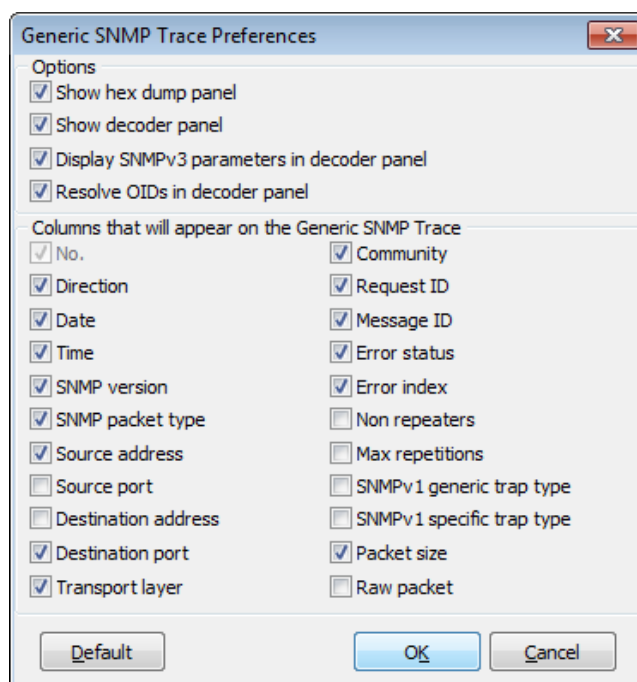 Generic SNMP Trace Preferences
Options
Show hex dump panel
Show decoder panel
Display SNMPv3 parameters in decoder panel
Resolve OIDs in decoder panel
Columns that will appear on the Generic SNMP Trace
No.
Direction
Date
Time
SNMP version
SNMP packet type
Source address
Source port
Destination address
Destination port
Transport layer
Community
Request ID
Message ID
Error status
Error index
Non repeaters
Max repetitions
SNMPv1 generic trap type
SNMPv1 specific trap type
Packet size
Raw packet
Default
OK
Cancel